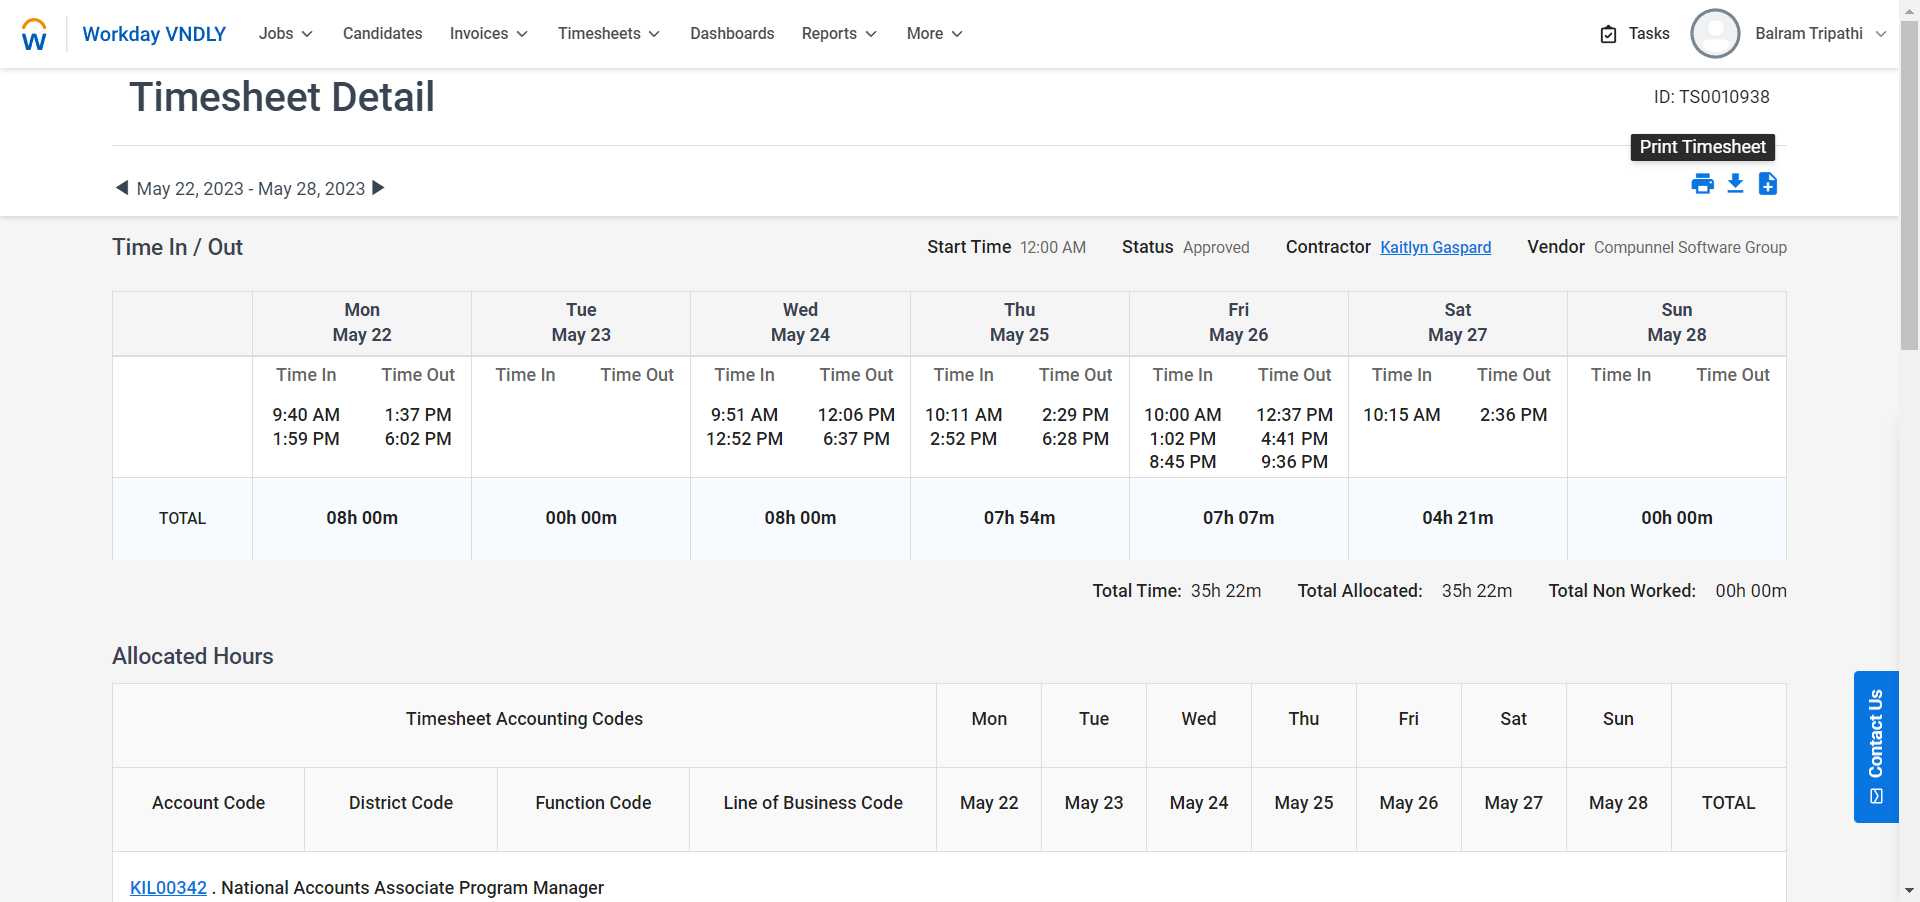 Workday VNDLY Jobs Candidates Invoices Timesheets Dashboards Reports More Tasks Balram Tripathi
Timesheet Detail
ID: TS0010938
Print Timesheet
May 22, 2023 - May 28, 2023
Time In / Out
Start Time 12:00 AM Status Approved Contractor Kaitlyn Gaspard Vendor Compunnel Software Group
Mon Tue Wed Thu Fri Sat Sun
May 22 May 23 May 24 May 25 May 26 May 27 May 28
Time In Time Out Time In Time Out Time In Time Out Time In Time Out Time In Time Out Time In Time Out Time In Time Out
9:40 AM 1:37 PM 9:51 AM 12:06 PM 10:11 AM 2:29 PM 10:00 AM 12:37 PM 10:15 AM 2:36 PM
1:59 PM 6:02 PM 12:52 PM 6:37 PM 2:52 PM 6:28 PM 1:02 PM 4:41 PM
8:45 PM 9:36 PM
TOTAL 08h 00m 00h 00m 08h 00m 07h 54m 07h 07m 04h 21m 00h 00m
Total Time: 35h 22m Total Allocated: 35h 22m Total Non Worked: 00h 00m
Allocated Hours
Timesheet Accounting Codes Mon Tue Wed Thu Fri Sat Sun
Account Code District Code Function Code Line of Business Code May 22 May 23 May 24 May 25 May 26 May 27 May 28 TOTAL
KIL00342 . National Accounts Associate Program Manager
Contact Us